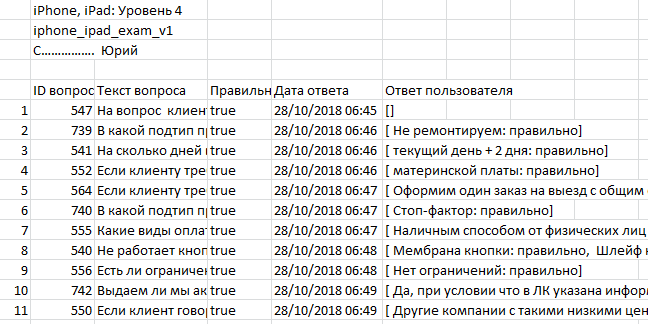 iPhone, iPad: Уровень 4
iphone_ipad_exam_v1
С……………. Юрий
ID вопрос Текст вопроса Правильн Дата ответа Ответ пользователя
1 547 На вопрос клиент true 28/10/2018 06:45 []
2 739 В какой подтип пр true 28/10/2018 06:46 [ Не ремонтируем: правильно]
3 541 На сколько дней true 28/10/2018 06:46 [ текущий день + 2 дня: правильно]
4 552 Если клиенту тре true 28/10/2018 06:46 [ материнской платы: правильно]
5 564 Если клиенту тре true 28/10/2018 06:47 [ Оформим один заказ на выезд с общим
6 740 В какой подтип пр true 28/10/2018 06:47 [ Стоп-фактор: правильно]
7 555 Какие виды оплат true 28/10/2018 06:47 [ Наличным способом от физических лиц
8 540 Не работает кноп true 28/10/2018 06:48 [ Мембрана кнопки: правильно, Шлейф
9 556 Есть ли ограничен true 28/10/2018 06:48 [ Нет ограничений: правильно]
10 742 Выдаем ли мы ак true 28/10/2018 06:49 [ Да, при условии что в ЛК указана инфор
11 550 Если клиент говор true 28/10/2018 06:49 [ Другие компании с такими низкими цен